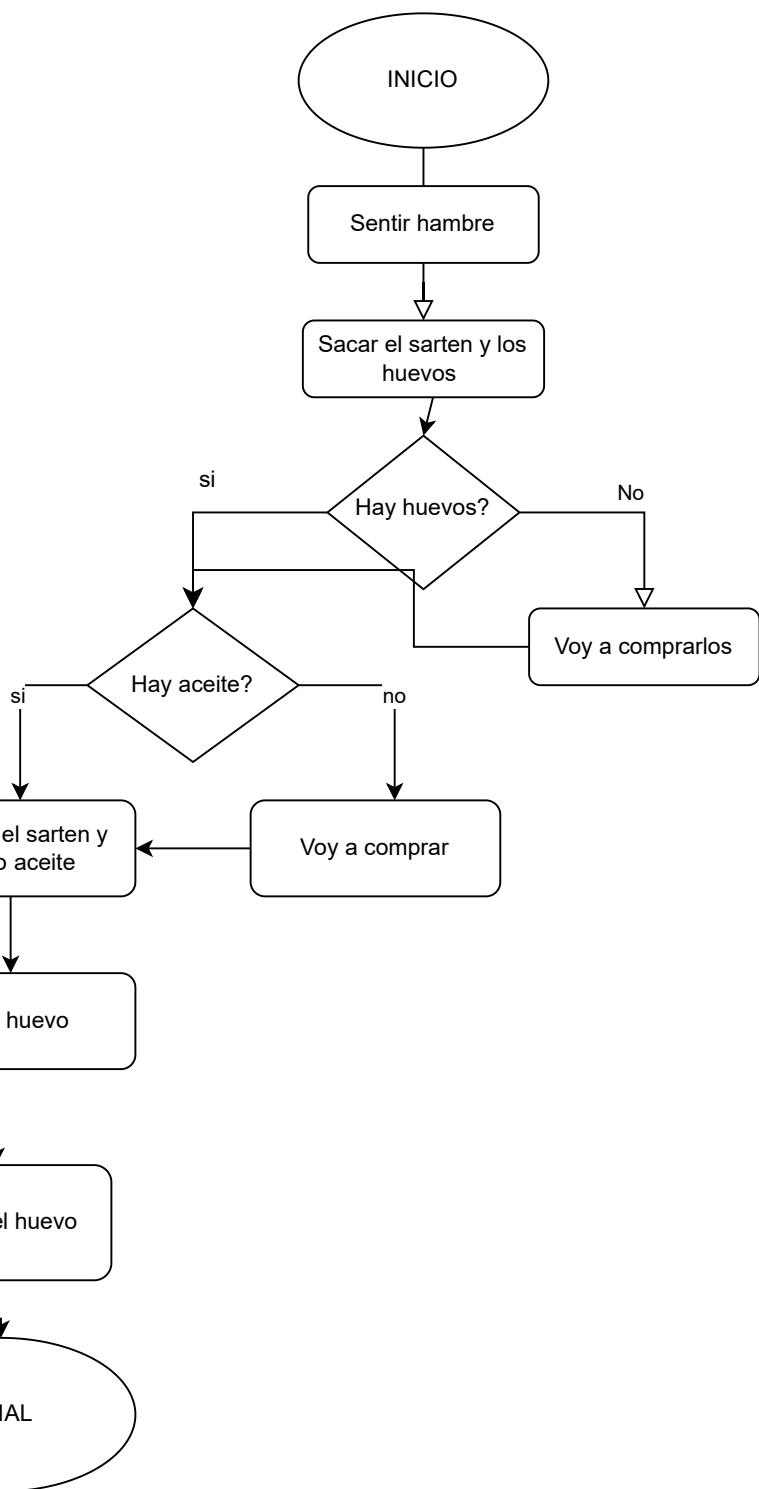 INICIO
Sentir hambre
Sacar el sarten y los
huevos
si
Hay huevos?
No
Voy a comprarlos
Hay aceite?
si
no
el sarten y
aceite
Voy a comprar
huevo
el huevo